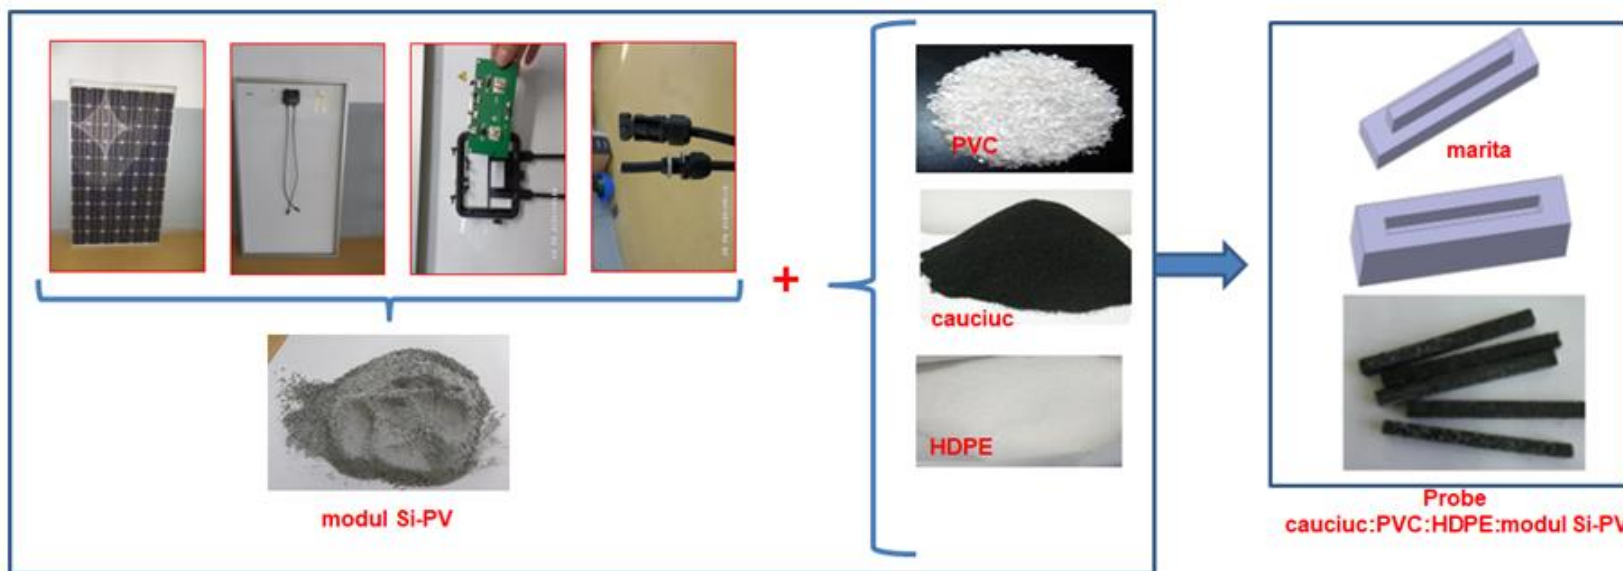 modul Si-PV
+
PVC
cauciuc
HDPE
marita
Probe
cauciuc:PVC:HDPE:modul Si-PV